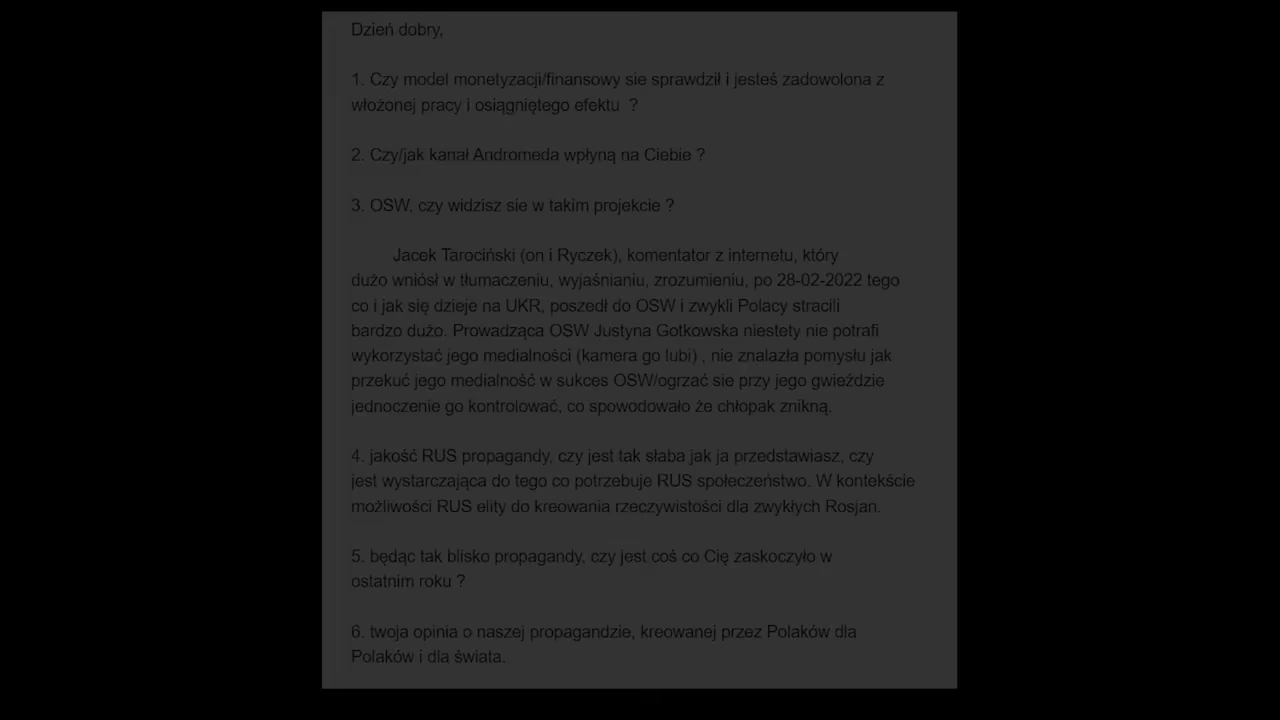 Dzień dobry,
1. Czy model monetyzacji/finansowy sie sprawdził i jesteś zadowolona z
włożonej pracy i osiągniętego efektu ?
2. Czy/jak kanał Andromeda wpłyną na Ciebie ?
3. OSW, czy widzisz sie w takim projekcie ?
Jacek Tarociński (on i Ryczek), komentator z internetu, który
dużo wniósł w tłumaczeniu, wyjaśnianiu, zrozumieniu, po 28-02-2022 tego
co i jak się dzieje na UKR, poszedł do OSW i zwykli Polacy stracili
bardzo dużo. Prowadząca OSW Justyna Gotkowska niestety nie potrafi
wykorzystać jego medialności (kamera go lubi) , nie znalazła pomysłu jak
przekuć jego medialność w sukces OSW/ogrzać sie przy jego gwieździe
jednoczenie go kontrolować, co spowodowało że chłopak znikną.
4. jakość RUS propagandy, czy jest tak słaba jak ja przedstawiasz, czy
jest wystarczająca do tego co potrzebuje RUS społeczeństwo. W kontekście
możliwości RUS elity do kreowania rzeczywistości dla zwykłych Rosjan.
5. będąc tak blisko propagandy, czy jest coś co Cię zaskoczyło w
ostatnim roku ?
6. twoja opinia o naszej propagandzie, kreowanej przez Polaków dla
Polaków i dla świata.